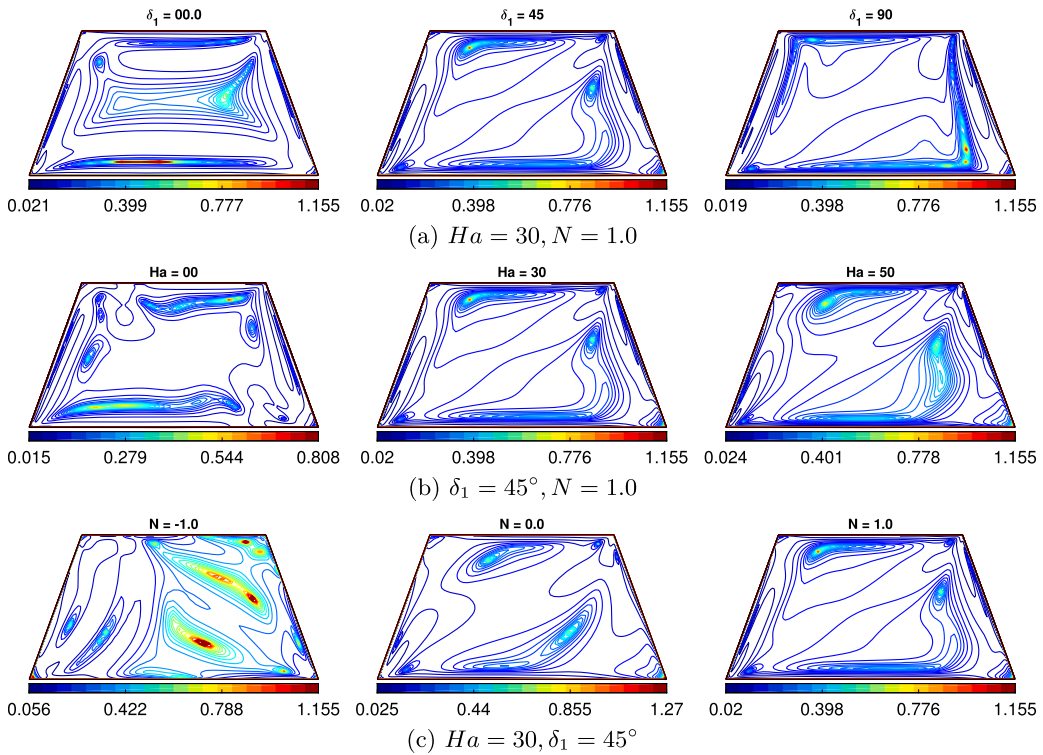 δ₁ = 00.0 δ₁ = 45 δ₁ = 90
0.021 0.399 0.777 1.155 0.02 0.398 0.776 1.155 0.019 0.398 0.776 1.155
(a) Ha = 30, N = 1.0
Ha = 00 Ha = 30 Ha = 50
0.015 0.279 0.544 0.808 0.02 0.398 0.776 1.155 0.024 0.401 0.778 1.155
(b) δ₁ = 45°, N = 1.0
N = -1.0 N = 0.0 N = 1.0
0.056 0.422 0.788 1.155 0.025 0.44 0.855 1.27 0.02 0.398 0.776 1.155
(c) Ha = 30, δ₁ = 45°